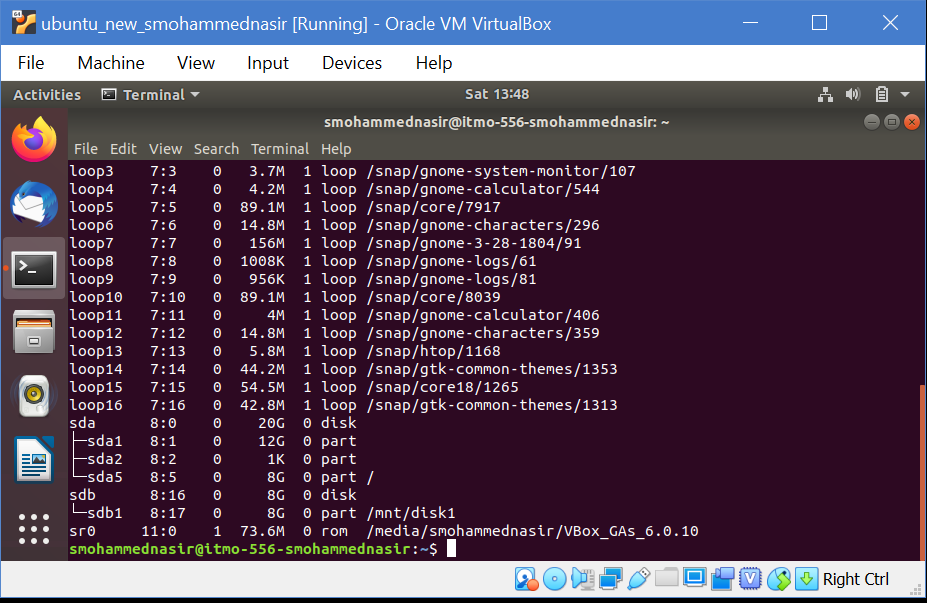 ubuntu_new_smohammednasir [Running] - Oracle VM VirtualBox
File Machine View Input Devices Help
Activities Terminal Sat 13:48
smohammednasir@itmo-556-smohammednasir: ~
File Edit View Search Terminal Help
loop3 7:3 0 3.7M 1 loop /snap/gnome-system-monitor/107
loop4 7:4 0 4.2M 1 loop /snap/gnome-calculator/544
loop5 7:5 0 89.1M 1 loop /snap/core/7917
loop6 7:6 0 14.8M 1 loop /snap/gnome-characters/296
loop7 7:7 0 156M 1 loop /snap/gnome-3-28-1804/91
loop8 7:8 0 1008K 1 loop /snap/gnome-logs/61
loop9 7:9 0 956K 1 loop /snap/gnome-logs/81
loop10 7:10 0 89.1M 1 loop /snap/core/8039
loop11 7:11 0 4M 1 loop /snap/gnome-calculator/406
loop12 7:12 0 14.8M 1 loop /snap/gnome-characters/359
loop13 7:13 0 5.8M 1 loop /snap/htop/1168
loop14 7:14 0 44.2M 1 loop /snap/gtk-common-themes/1353
loop15 7:15 0 54.5M 1 loop /snap/core18/1265
loop16 7:16 0 42.8M 1 loop /snap/gtk-common-themes/1313
sda 8:0 0 20G 0 disk
├─sda1 8:1 0 12G 0 part
├─sda2 8:2 0 1K 0 part
└─sda5 8:5 0 8G 0 part /
sdb 8:16 0 8G 0 disk
└─sdb1 8:17 0 8G 0 part /mnt/disk1
sr0 11:0 1 73.6M 0 rom /media/smohammednasir/VBox_GAs_6.0.10
smohammednasir@itmo-556-smohammednasir:~$
Right Ctrl